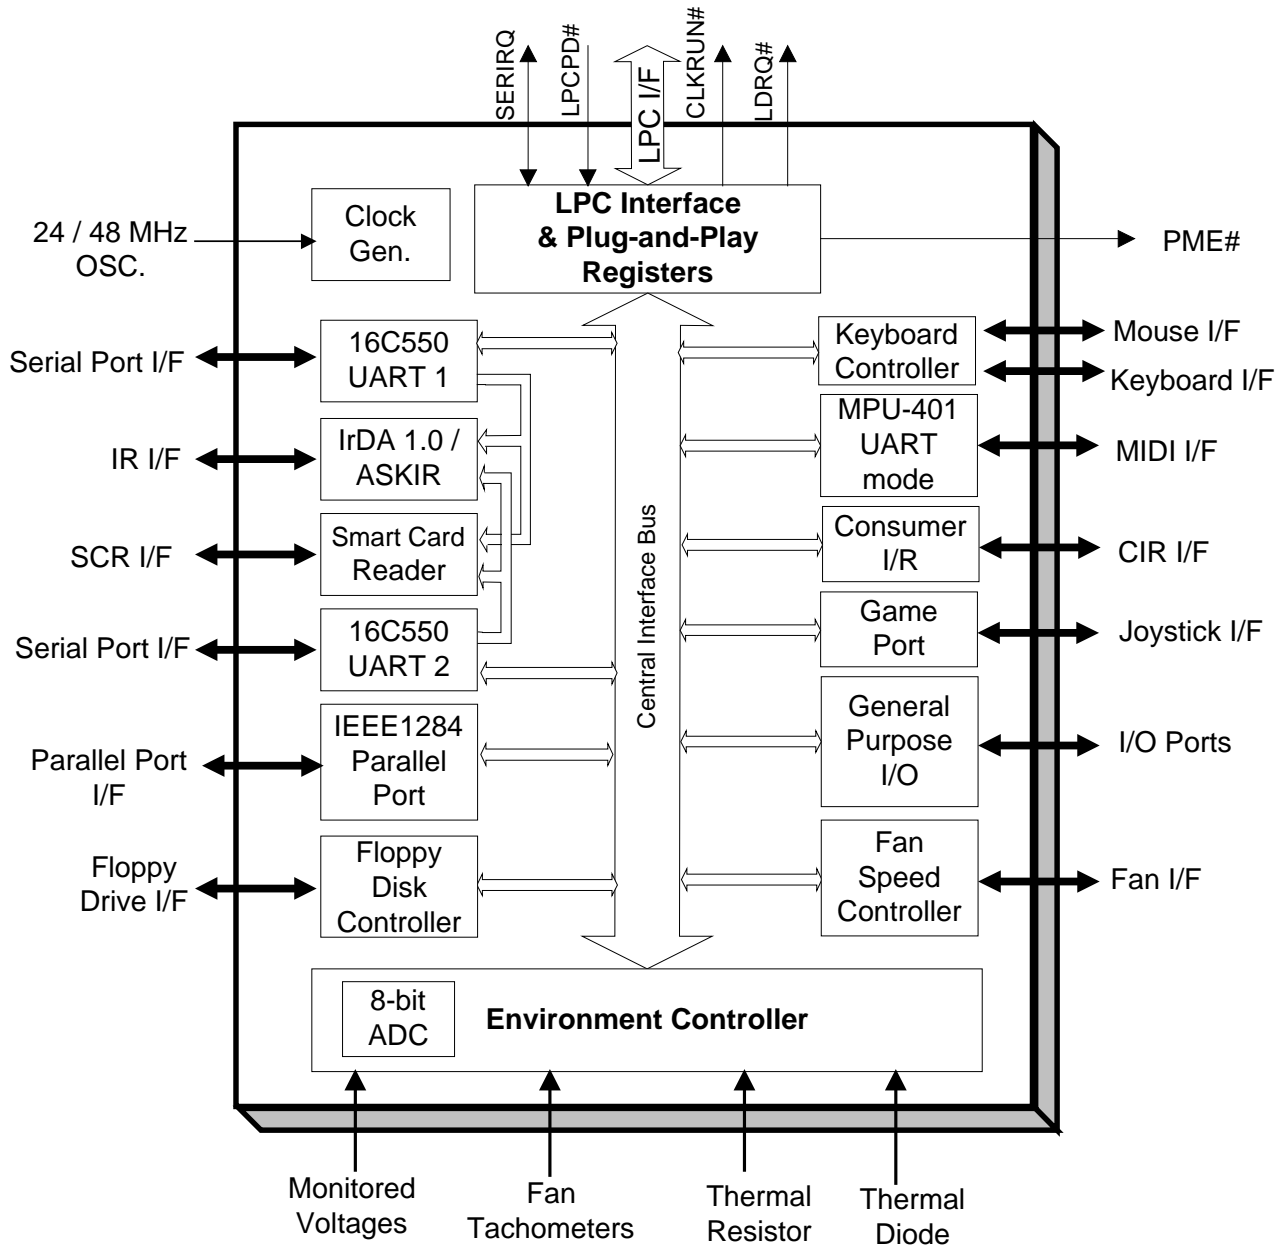 SERIRQ
LPCPD#
LPC I/F
CLKRUN#
LDRQ#
24 / 48 MHz
OSC.
Clock
Gen.
LPC Interface
& Plug-and-Play
Registers
PME#
Serial Port I/F
16C550
UART 1
Keyboard
Controller
Mouse I/F
Keyboard I/F
IR I/F
IrDA 1.0 /
ASKIR
MPU-401
UART
mode
MIDI I/F
SCR I/F
Smart Card
Reader
Central Interface Bus
Consumer
I/R
CIR I/F
Serial Port I/F
16C550
UART 2
Game
Port
Joystick I/F
Parallel Port
I/F
IEEE1284
Parallel
Port
General
Purpose
I/O
I/O Ports
Floppy
Drive I/F
Floppy
Disk
Controller
Fan
Speed
Controller
Fan I/F
8-bit
ADC
Environment Controller
Monitored
Voltages
Fan
Tachometers
Thermal
Resistor
Thermal
Diode